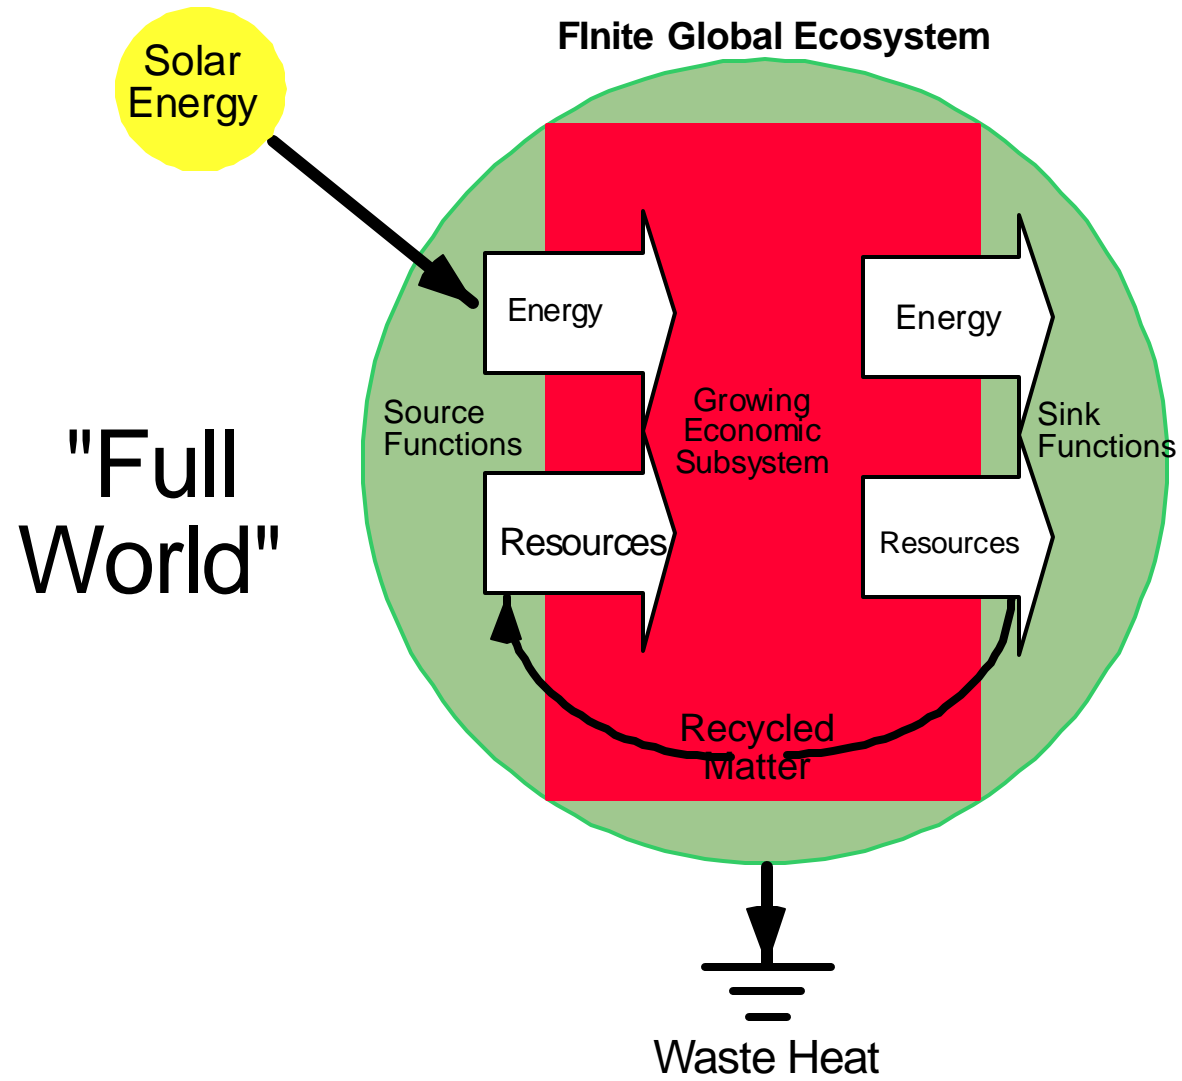 FInite Global Ecosystem
Solar
Energy
Energy
Energy
Source
Functions
Growing
Economic
Subsystem
Sink
Functions
"Full
World"
Resources
Resources
Recycled
Matter
Waste Heat